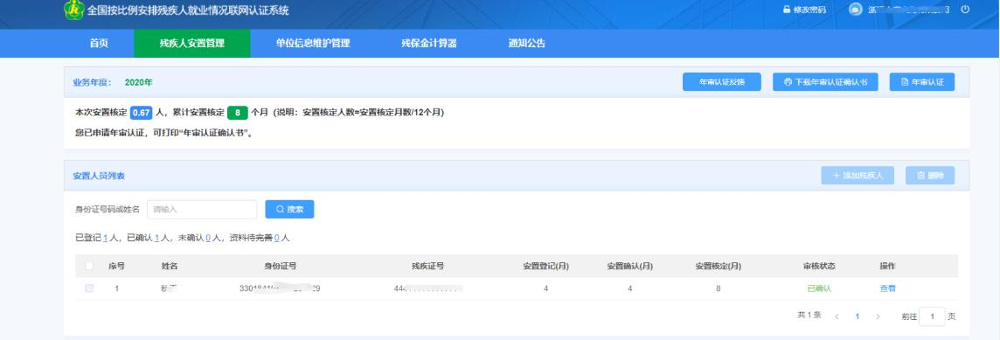 全国按比例安排残疾人就业情况联网认证系统
修改密码
首页 残疾人安置管理 单位信息维护管理 残保金计算器 通知公告
业务年度： 2020年 年审认证反馈 下载年审认证确认书 年审认证
本次安置核定 0.67 人，累计安置核定 8 个月 (说明：安置核定人数=安置核定月数/12个月)
您已申请年审认证，可打印“年审认证确认书”。
安置人员列表 + 添加残疾人 删除
身份证号码或姓名 请输入 搜索
已登记 1 人，已确认 1 人，未确认 0 人，资料待完善 0 人
序号 姓名 身份证号 残疾证号 安置登记(月) 安置确认(月) 安置核定(月) 审核状态 操作
1 4 4 8 已确认 查看
共 1 条 < 1 > 前往 1 页